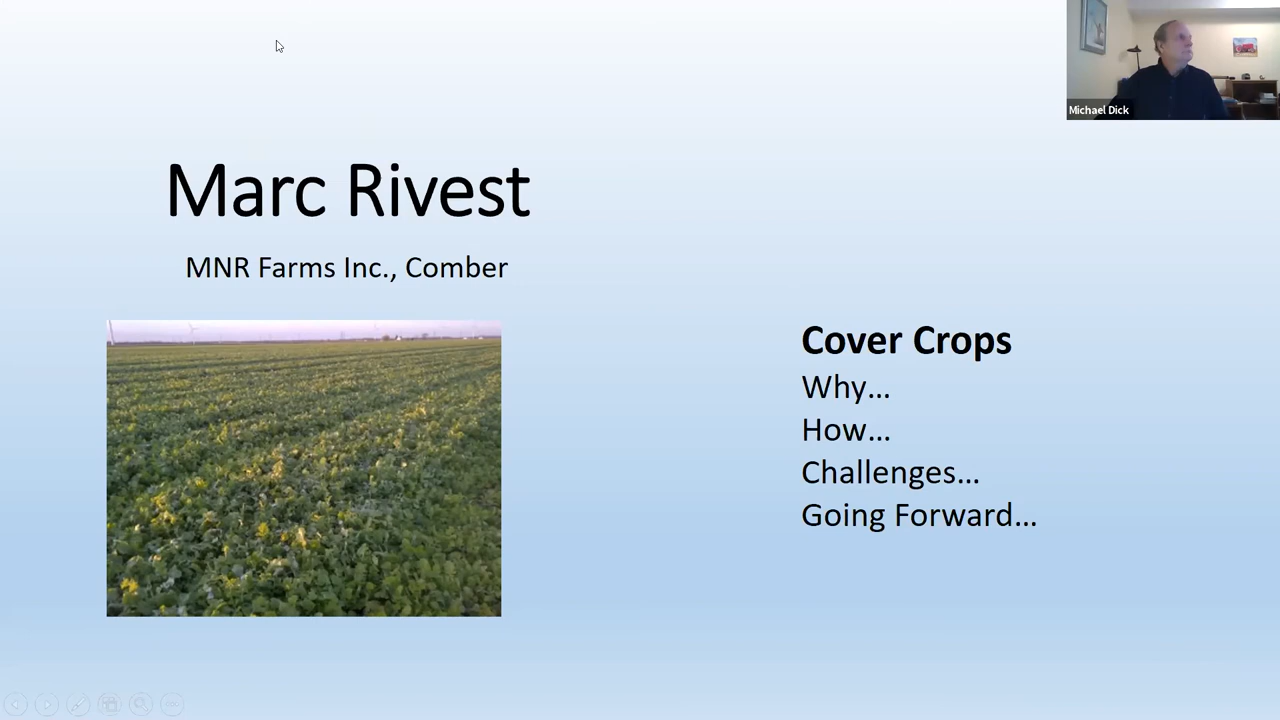 Michael Dick
Marc Rivest
MNR Farms Inc., Comber
Cover Crops
Why...
How...
Challenges...
Going Forward...